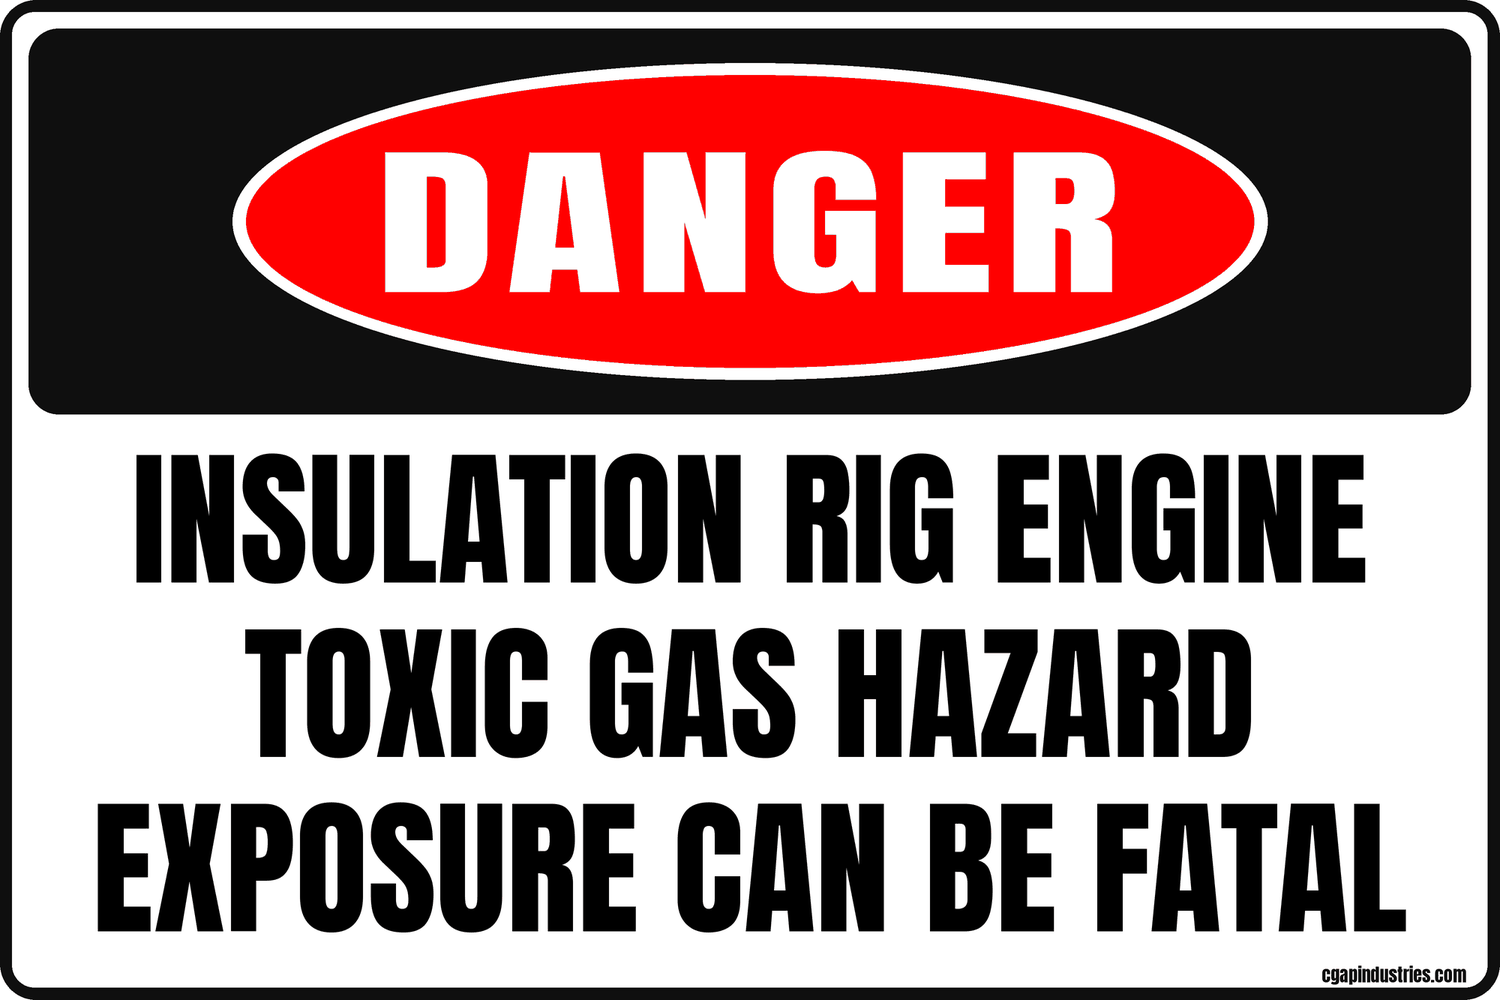 DANGER
INSULATION RIG ENGINE
TOXIC GAS HAZARD
EXPOSURE CAN BE FATAL
cgapindustries.com